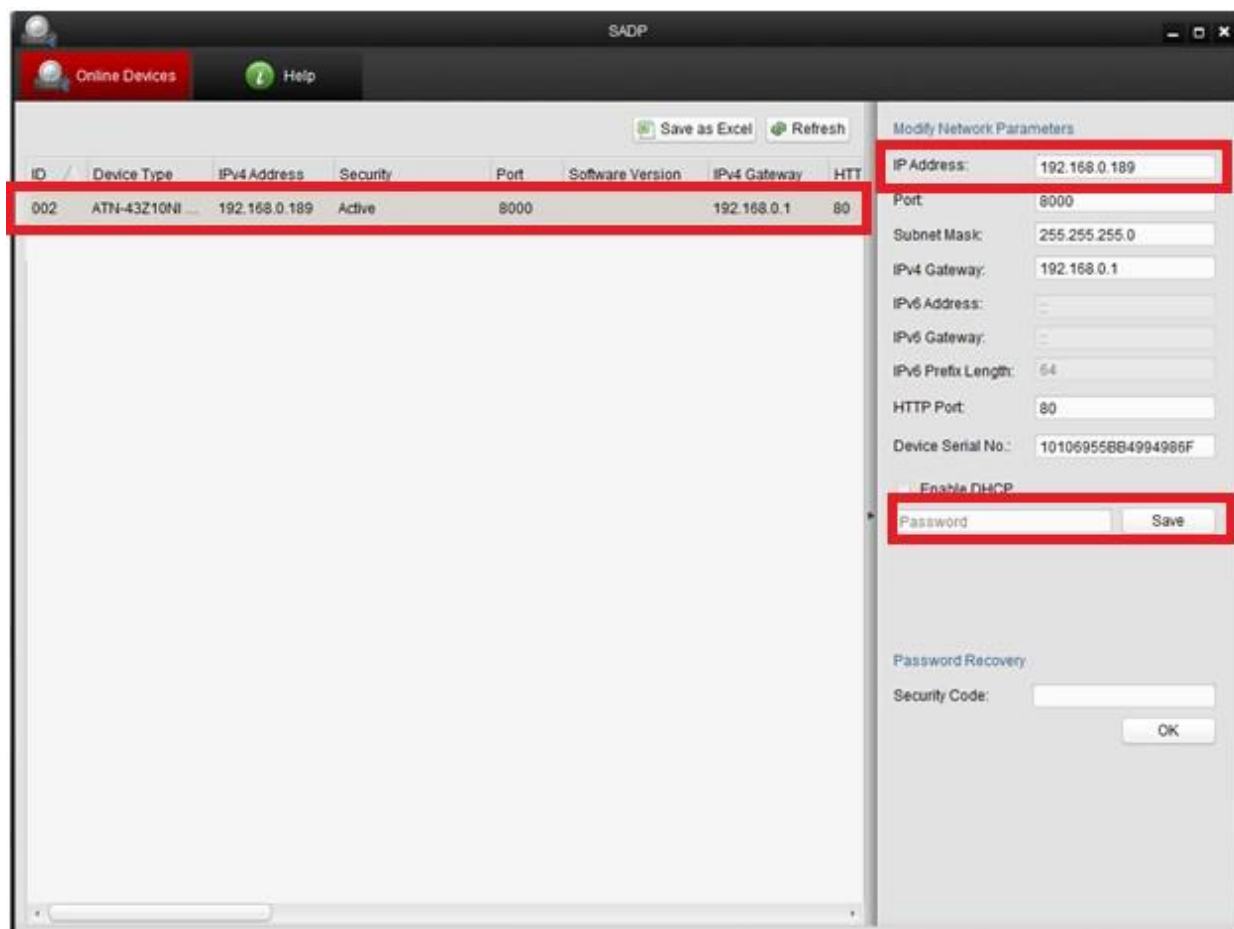 SADP
Online Devices Help
Save as Excel Refresh
ID Device Type IPv4 Address Security Port Software Version IPv4 Gateway HTT
002 ATN-43Z10NI ... 192.168.0.189 Active 8000 192.168.0.1 80
Modify Network Parameters
IP Address: 192.168.0.189
Port: 8000
Subnet Mask: 255.255.255.0
IPv4 Gateway: 192.168.0.1
IPv6 Address: ::
IPv6 Gateway: ::
IPv6 Prefix Length: 64
HTTP Port: 80
Device Serial No.: 10106955BB4994986F
Enable DHCP
Password Save
Password Recovery
Security Code:
OK